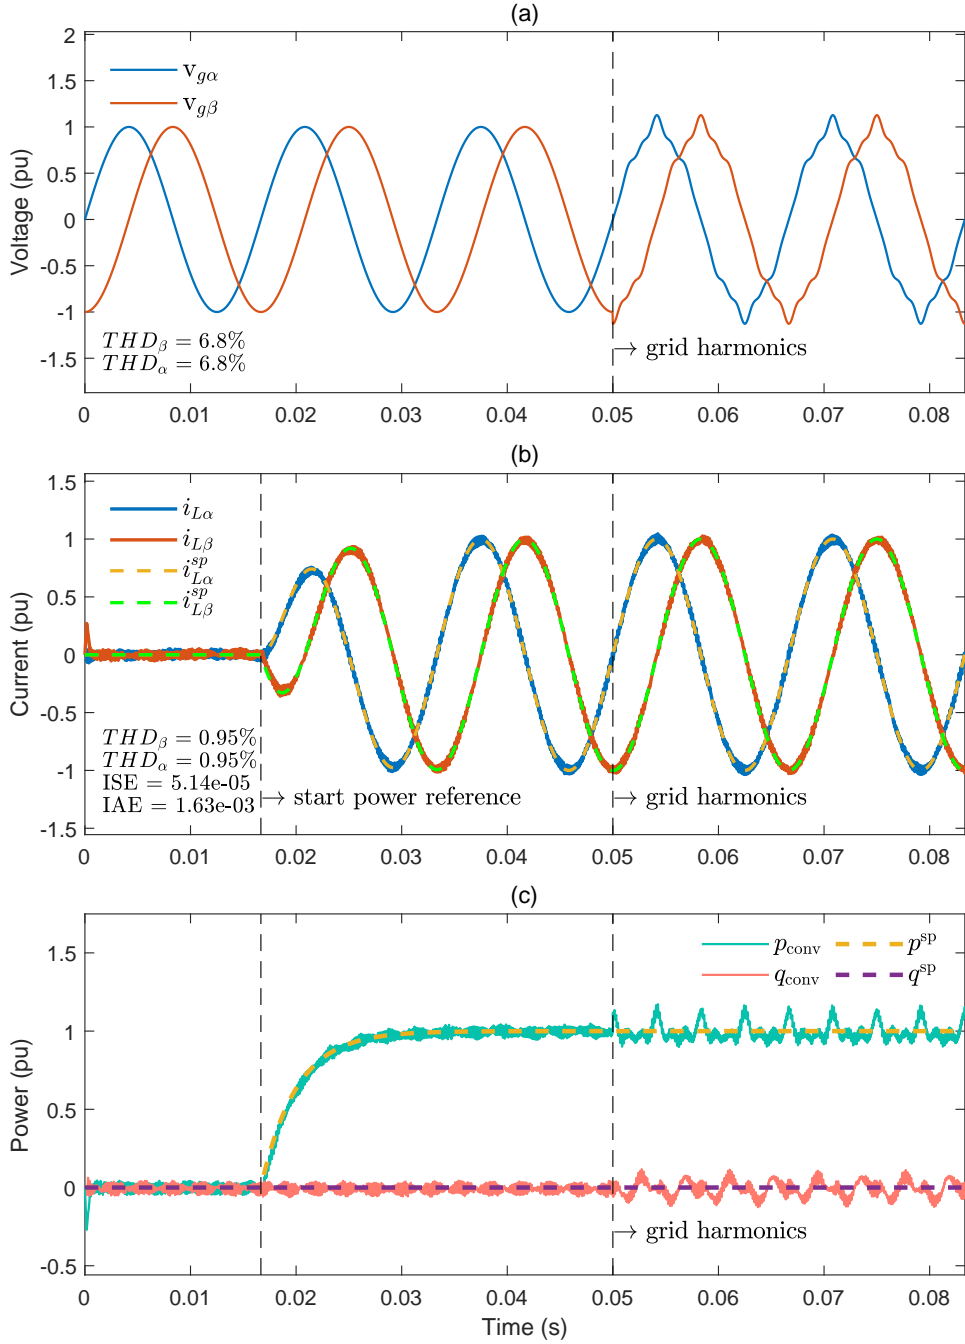 (a)
2
1.5
1
0.5
0
-0.5
-1
-1.5
Voltage (pu)
v_{gα}
v_{gβ}
THD_β = 6.8%
THD_α = 6.8%
→ grid harmonics
0 0.01 0.02 0.03 0.04 0.05 0.06 0.07 0.08
(b)
1.5
1
0.5
0
-0.5
-1
-1.5
Current (pu)
i_{Lα}
i_{Lβ}
i_{Lα}^{sp}
i_{Lβ}^{sp}
THD_β = 0.95%
THD_α = 0.95%
ISE = 5.14e-05
IAE = 1.63e-03
→ start power reference
→ grid harmonics
0 0.01 0.02 0.03 0.04 0.05 0.06 0.07 0.08
(c)
1.5
1
0.5
0
-0.5
Power (pu)
p_{conv} p^{sp}
q_{conv} q^{sp}
→ grid harmonics
0 0.01 0.02 0.03 0.04 0.05 0.06 0.07 0.08
Time (s)